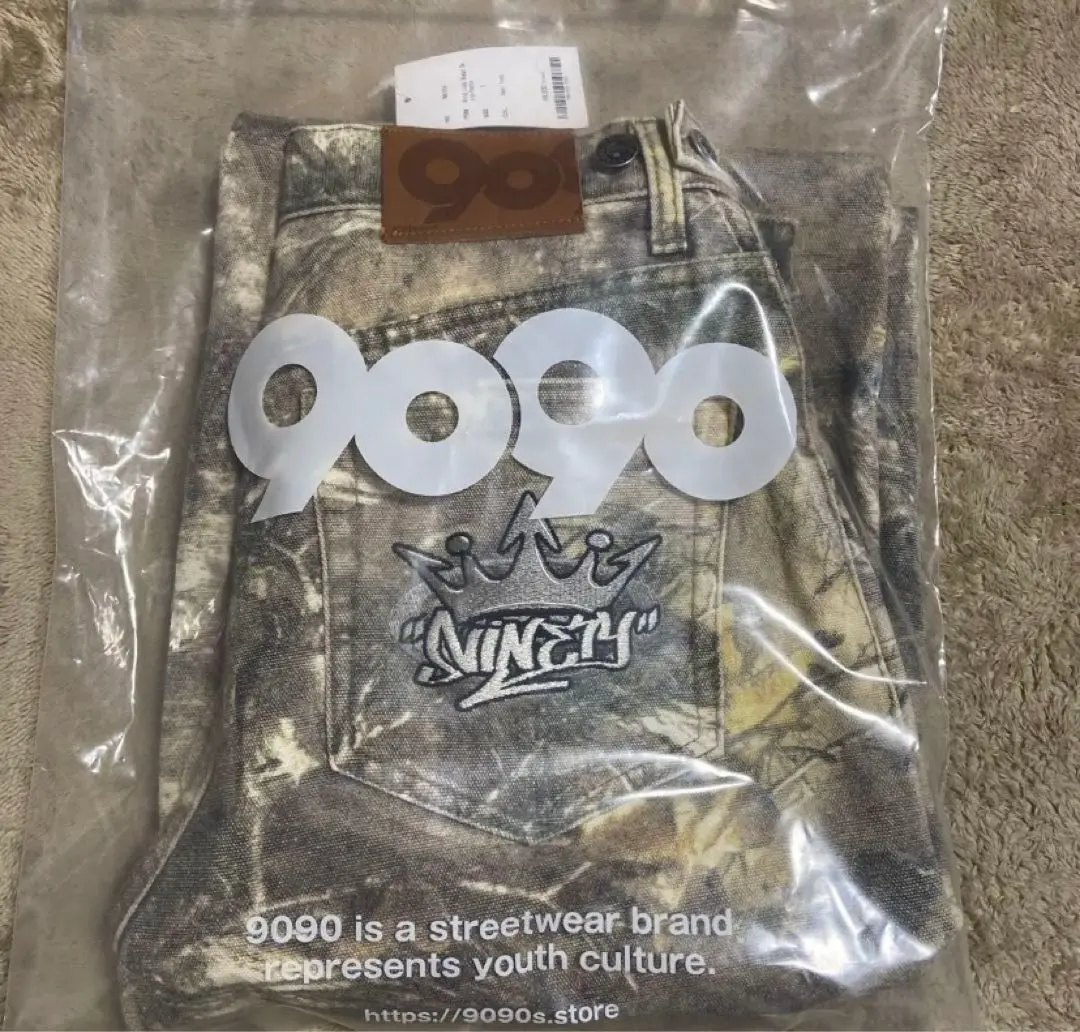 9090
9090
"NINETY"
9090 is a streetwear brand
represents youth culture.
https://9090s.store